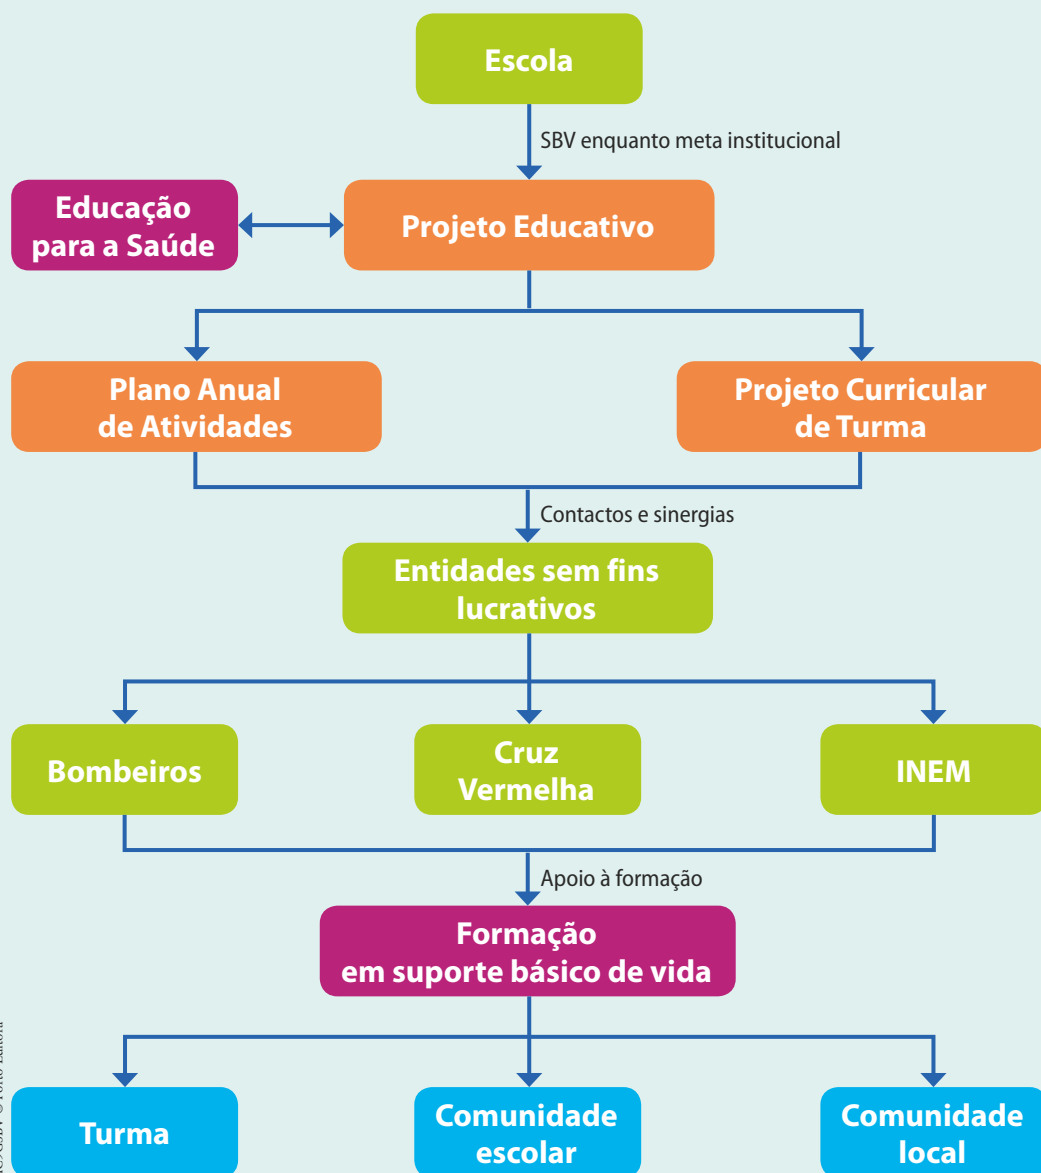 Escola
SBV enquanto meta institucional
Educação
para a Saúde
Projeto Educativo
Plano Anual
de Atividades
Projeto Curricular
de Turma
Contactos e sinergias
Entidades sem fins
lucrativos
Bombeiros
Cruz
Vermelha
INEM
Apoio à formação
Formação
em suporte básico de vida
Turma
Comunidade
escolar
Comunidade
local
© Porto Editora